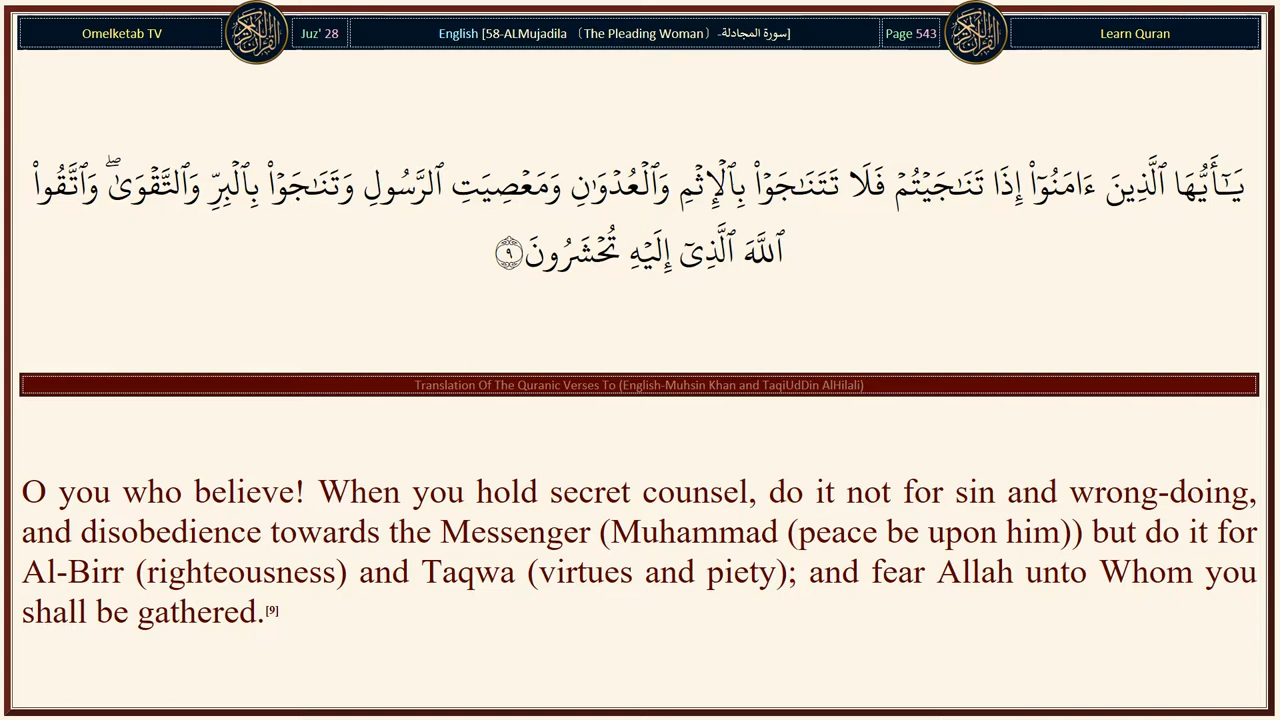 Omelketab TV
Juz' 28
English [58-ALMujadila （The Pleading Woman）-سورة المجادلة]
Page 543
Learn Quran
يَـٰٓأَيُّهَا ٱلَّذِينَ ءَامَنُوٓا۟ إِذَا تَنَـٰجَيْتُمْ فَلَا تَتَنَـٰجَوْا۟ بِٱلْإِثْمِ وَٱلْعُدْوَٰنِ وَمَعْصِيَتِ ٱلرَّسُولِ وَتَنَـٰجَوْا۟ بِٱلْبِرِّ وَٱلتَّقْوَىٰ ۖ وَٱتَّقُوا۟
ٱللَّهَ ٱلَّذِىٓ إِلَيْهِ تُحْشَرُونَ ٩
Translation Of The Quranic Verses To (English-Muhsin Khan and TaqiUdDin AlHilali)
O you who believe! When you hold secret counsel, do it not for sin and wrong-doing,
and disobedience towards the Messenger (Muhammad (peace be upon him)) but do it for
Al-Birr (righteousness) and Taqwa (virtues and piety); and fear Allah unto Whom you
shall be gathered.[9]